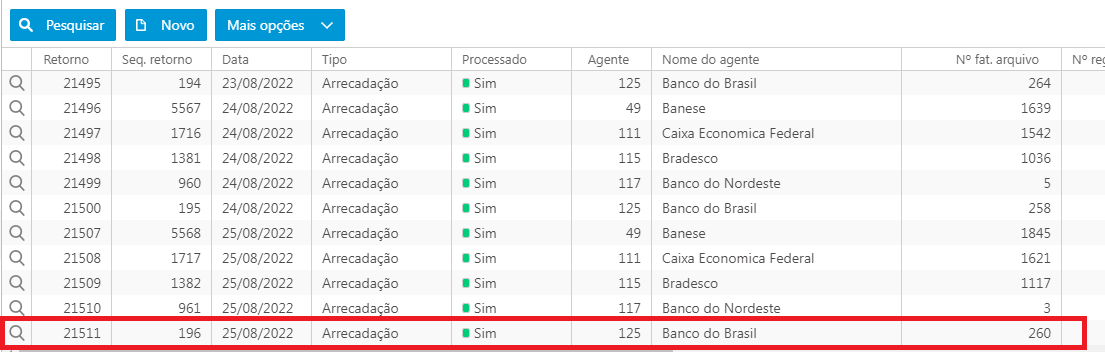 Pesquisar Novo Mais opções
Retorno Seq. retorno Data Tipo Processado Agente Nome do agente Nº fat. arquivo Nº reg
21495 194 23/08/2022 Arrecadação Sim 125 Banco do Brasil 264
21496 5567 24/08/2022 Arrecadação Sim 49 Banese 1639
21497 1716 24/08/2022 Arrecadação Sim 111 Caixa Economica Federal 1542
21498 1381 24/08/2022 Arrecadação Sim 115 Bradesco 1036
21499 960 24/08/2022 Arrecadação Sim 117 Banco do Nordeste 5
21500 195 24/08/2022 Arrecadação Sim 125 Banco do Brasil 258
21507 5568 25/08/2022 Arrecadação Sim 49 Banese 1845
21508 1717 25/08/2022 Arrecadação Sim 111 Caixa Economica Federal 1621
21509 1382 25/08/2022 Arrecadação Sim 115 Bradesco 1117
21510 961 25/08/2022 Arrecadação Sim 117 Banco do Nordeste 3
21511 196 25/08/2022 Arrecadação Sim 125 Banco do Brasil 260